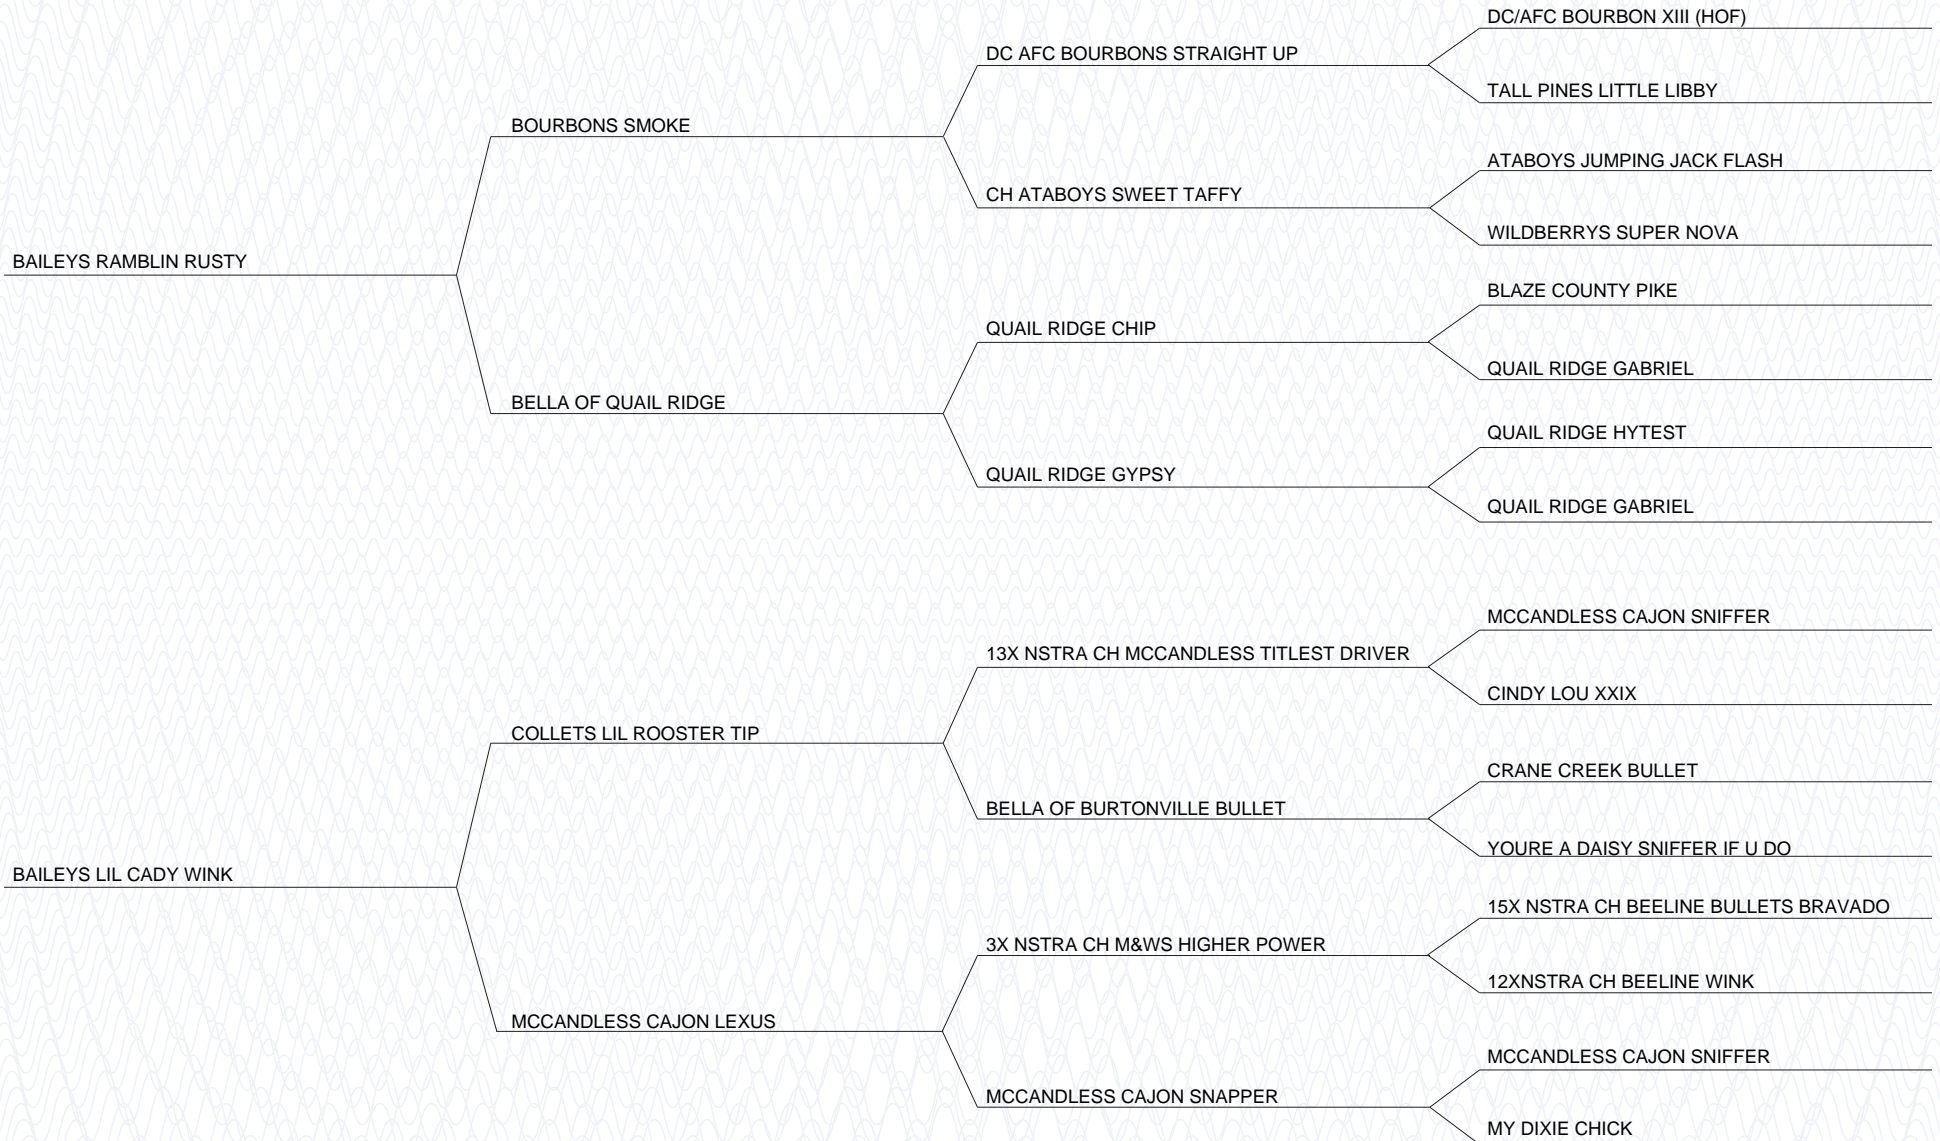 DC/AFC BOURBON XIII (HOF)
DC AFC BOURBONS STRAIGHT UP
TALL PINES LITTLE LIBBY
BOURBONS SMOKE
ATABOYS JUMPING JACK FLASH
CH ATABOYS SWEET TAFFY
WILDBERRYS SUPER NOVA
BAILEYS RAMBLIN RUSTY
BLAZE COUNTY PIKE
QUAIL RIDGE CHIP
QUAIL RIDGE GABRIEL
BELLA OF QUAIL RIDGE
QUAIL RIDGE HYTEST
QUAIL RIDGE GYPSY
QUAIL RIDGE GABRIEL
MCCANDLESS CAJON SNIFFER
13X NSTRA CH MCCANDLESS TITLEST DRIVER
CINDY LOU XXIX
COLLETS LIL ROOSTER TIP
CRANE CREEK BULLET
BELLA OF BURTONVILLE BULLET
YOURE A DAISY SNIFFER IF U DO
BAILEYS LIL CADY WINK
15X NSTRA CH BEELINE BULLETS BRAVADO
3X NSTRA CH M&WS HIGHER POWER
12XNSTRA CH BEELINE WINK
MCCANDLESS CAJON LEXUS
MCCANDLESS CAJON SNIFFER
MCCANDLESS CAJON SNAPPER
MY DIXIE CHICK